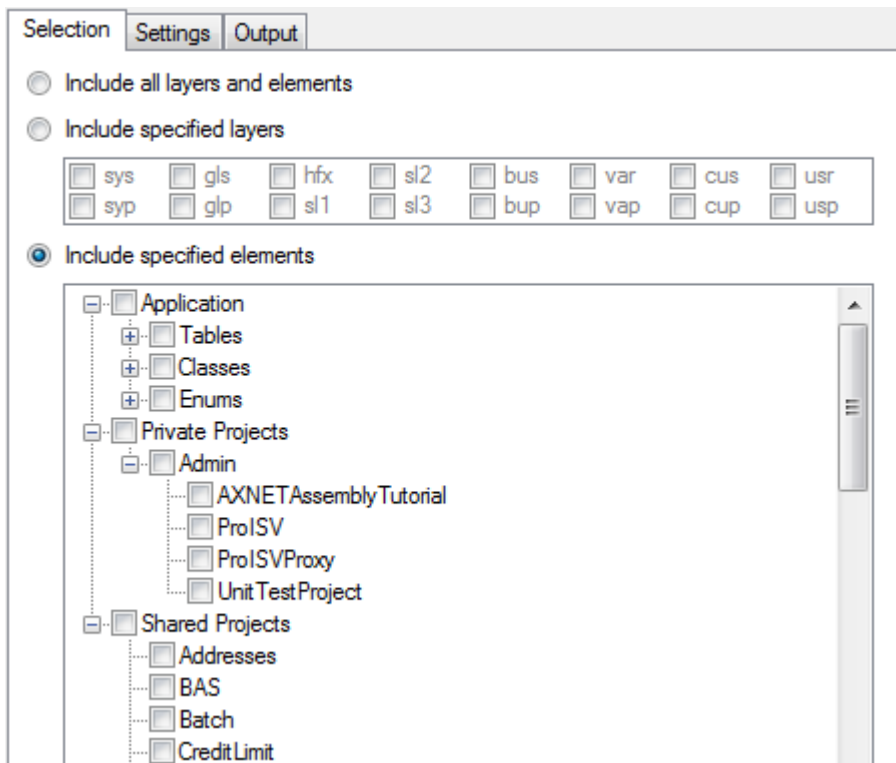 Selection Settings Output
Include all layers and elements
Include specified layers
sys gls hfx sl2 bus var cus usr
syp glp sl1 sl3 bup vap cup usp
Include specified elements
Application
Tables
Classes
Enums
Private Projects
Admin
AXNETAssemblyTutorial
ProISV
ProISVProxy
UnitTestProject
Shared Projects
Addresses
BAS
Batch
CreditLimit